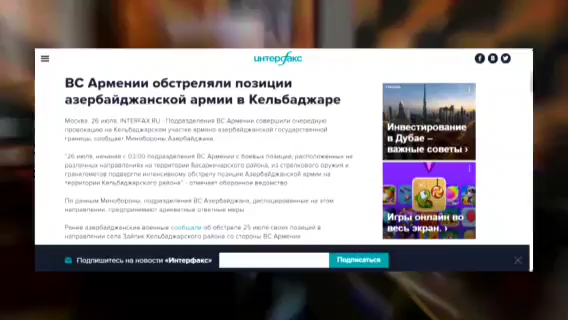 интерфакс
ВС Армении обстреляли позиции
азербайджанской армии в Кельбаджаре
Москва. 26 июля. INTERFAX.RU - Подразделения ВС Армении совершили очередную
провокацию на Кельбаджарском участке армяно-азербайджанской государственной
границы, сообщает Минобороны Азербайджана.
"26 июля, начиная с 03:00 подразделения ВС Армении с боевых позиций, расположенных на
различных направлениях на территории Басаркечарского района, из стрелкового оружия и
гранатометов подвергли интенсивному обстрелу позиции Азербайджанской армии на
территории Кельбаджарского района" - отмечает оборонное ведомство.
По данным Минобороны, подразделения ВС Азербайджана, дислоцированные на этом
направлении, предпринимают адекватные ответные меры.
Ранее азербайджанские военные сообщали об обстреле 25 июля своих позиций в
направлении села Зайлик Кельбаджарского района со стороны ВС Армении.
Инвестирование
в Дубае –
важные советы ›
Игры онлайн во
весь экран. ›
Подпишитесь на новости «Интерфакс»
Подписаться